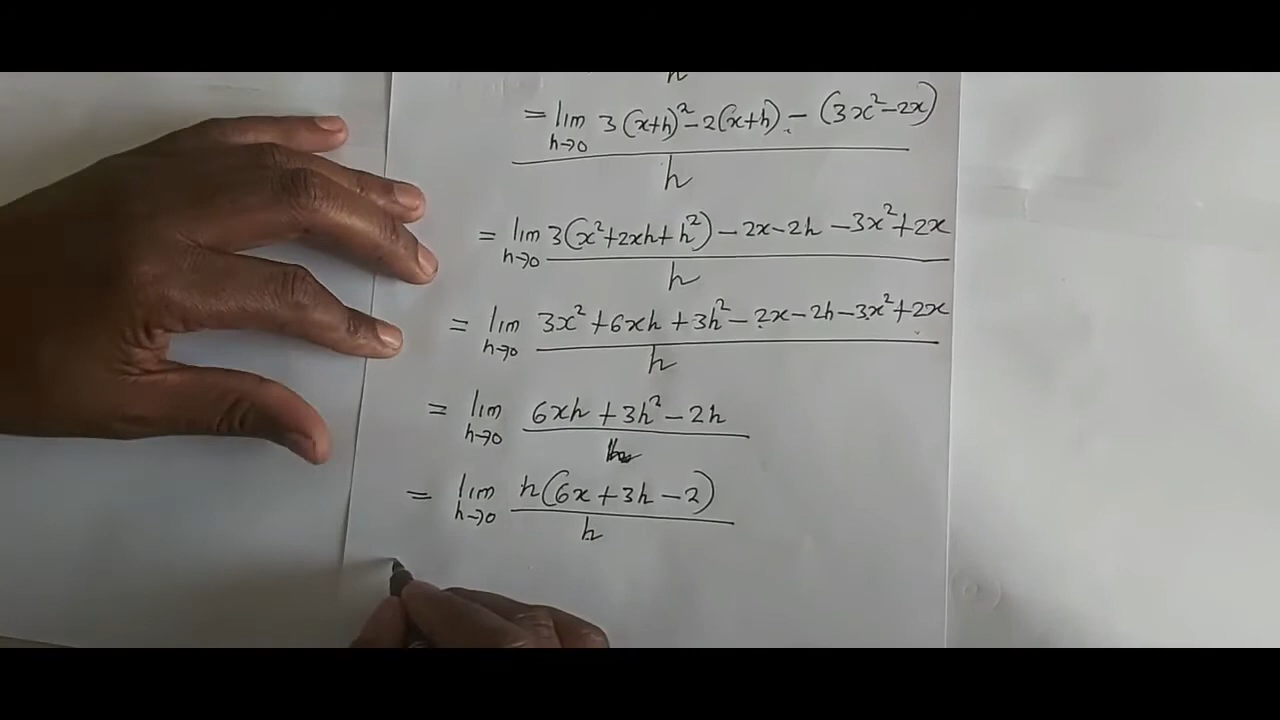 h
= lim h→0 3(x+h)² - 2(x+h) - (3x² - 2x)
h
= lim h→0 3(x² + 2xh + h²) - 2x - 2h - 3x² + 2x
h
= lim h→0 3x² + 6xh + 3h² - 2x - 2h - 3x² + 2x
h
= lim h→0 6xh + 3h² - 2h
h
= lim h→0 h(6x + 3h - 2)
h